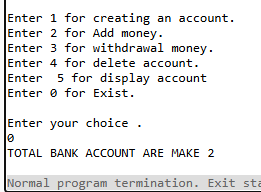 Enter 1 for creating an account.
Enter 2 for Add money.
Enter 3 for withdrawal money.
Enter 4 for delete account.
Enter  5 for display account
Enter 0 for Exist.
Enter your choice .
0
TOTAL BANK ACCOUNT ARE MAKE 2
Normal program termination. Exit